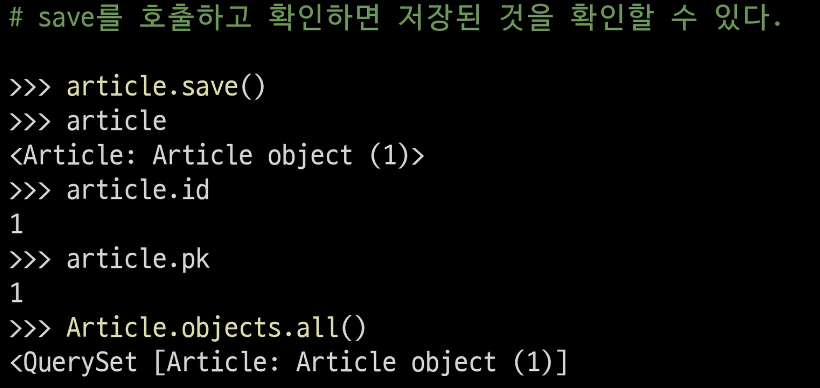 # save를 호출하고 확인하면 저장된 것을 확인할 수 있다.
>>> article.save()
>>> article
<Article: Article object (1)>
>>> article.id
1
>>> article.pk
1
>>> Article.objects.all()
<QuerySet [Article: Article object (1)]